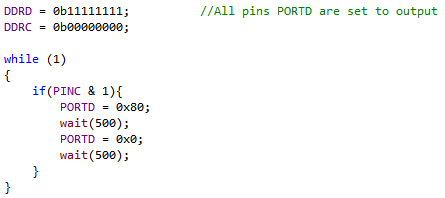 DDRD = 0b11111111;          //All pins PORTD are set to output
DDRC = 0b00000000;

while (1)
{
    if(PINC & 1){
        PORTD = 0x80;
        wait(500);
        PORTD = 0x0;
        wait(500);
    }
}